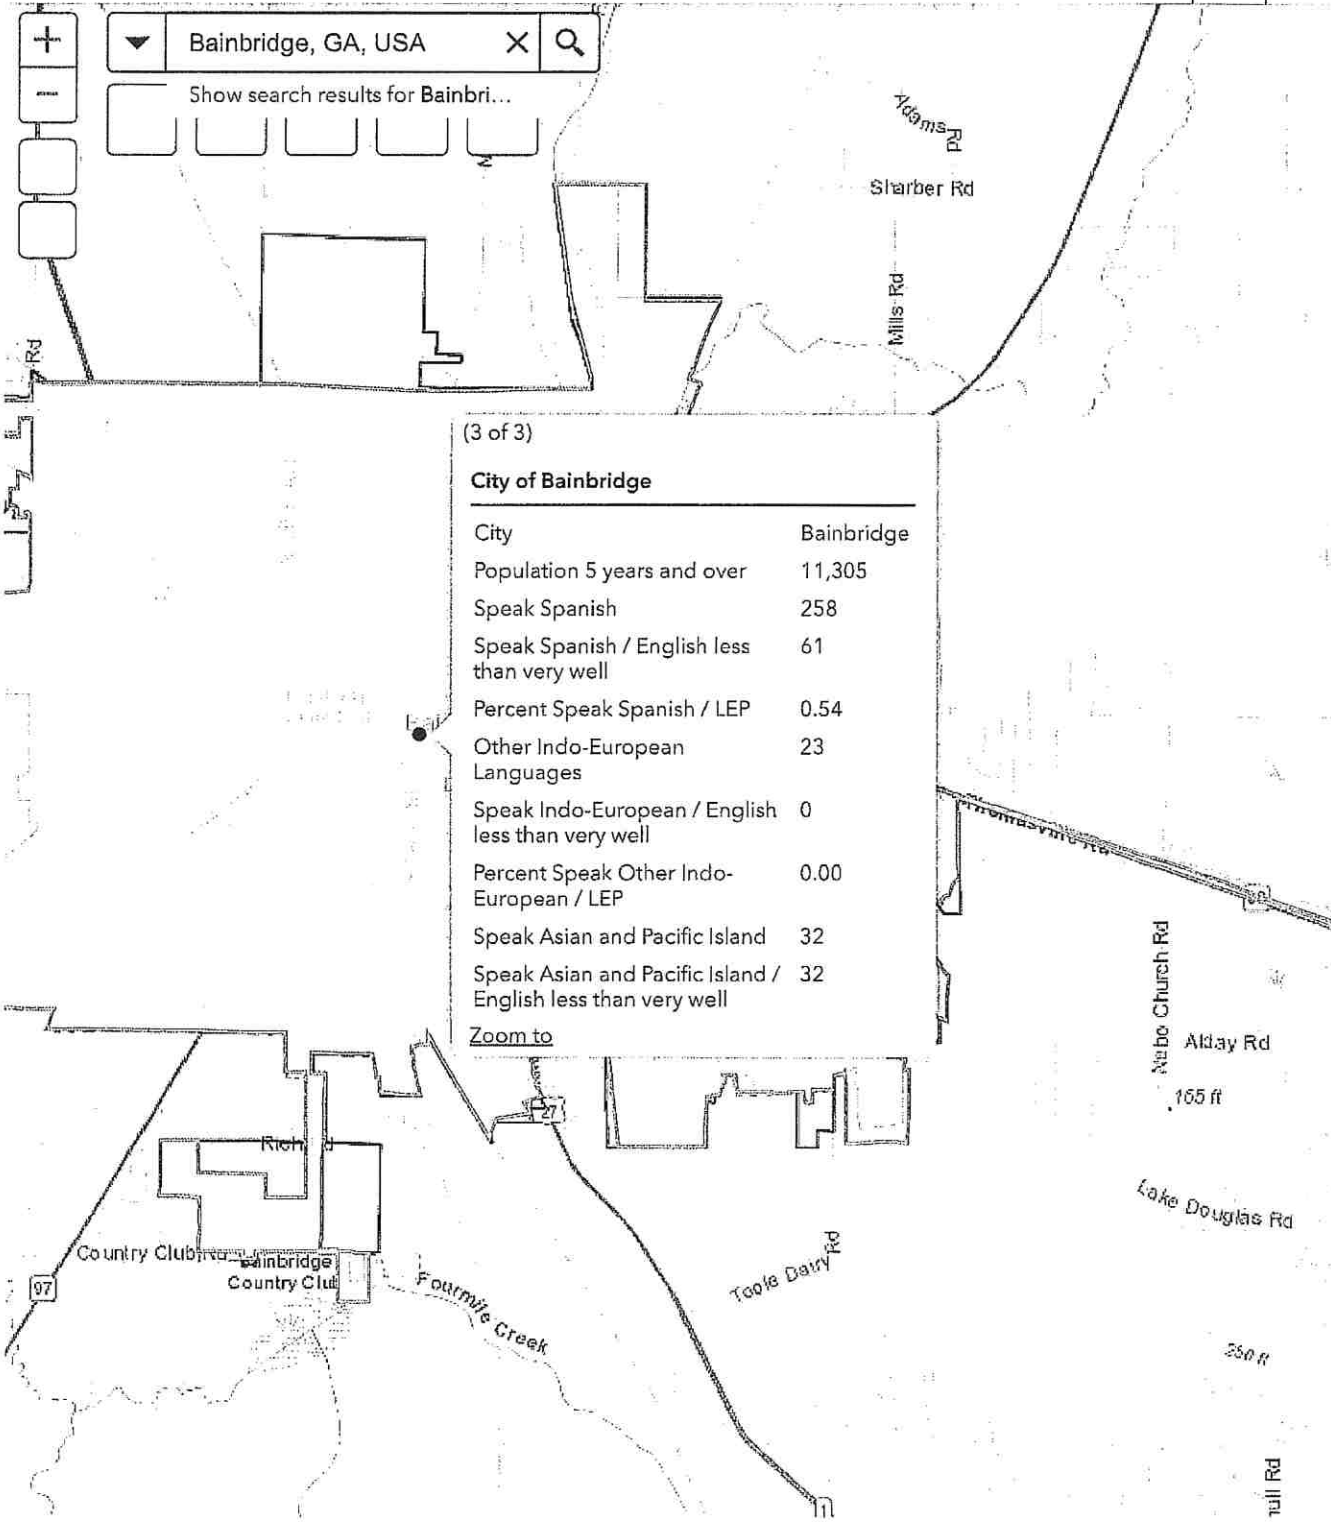 Bainbridge, GA, USA
Show search results for Bainbri...
Adams Rd
Sharber Rd
Mills Rd
Rd
(3 of 3)
City of Bainbridge
City Bainbridge
Population 5 years and over 11,305
Speak Spanish 258
Speak Spanish / English less 61
than very well
Percent Speak Spanish / LEP 0.54
Other Indo-European 23
Languages
Speak Indo-European / English 0
less than very well
Percent Speak Other Indo- 0.00
European / LEP
Speak Asian and Pacific Island 32
Speak Asian and Pacific Island / 32
English less than very well
Zoom to
Nebo Church Rd
Alday Rd
165 ft
27
Lake Douglas Rd
Country Club
Bainbridge
Country Clu
97
Fourmile Creek
Toole Dairy Rd
250 ft
Rd